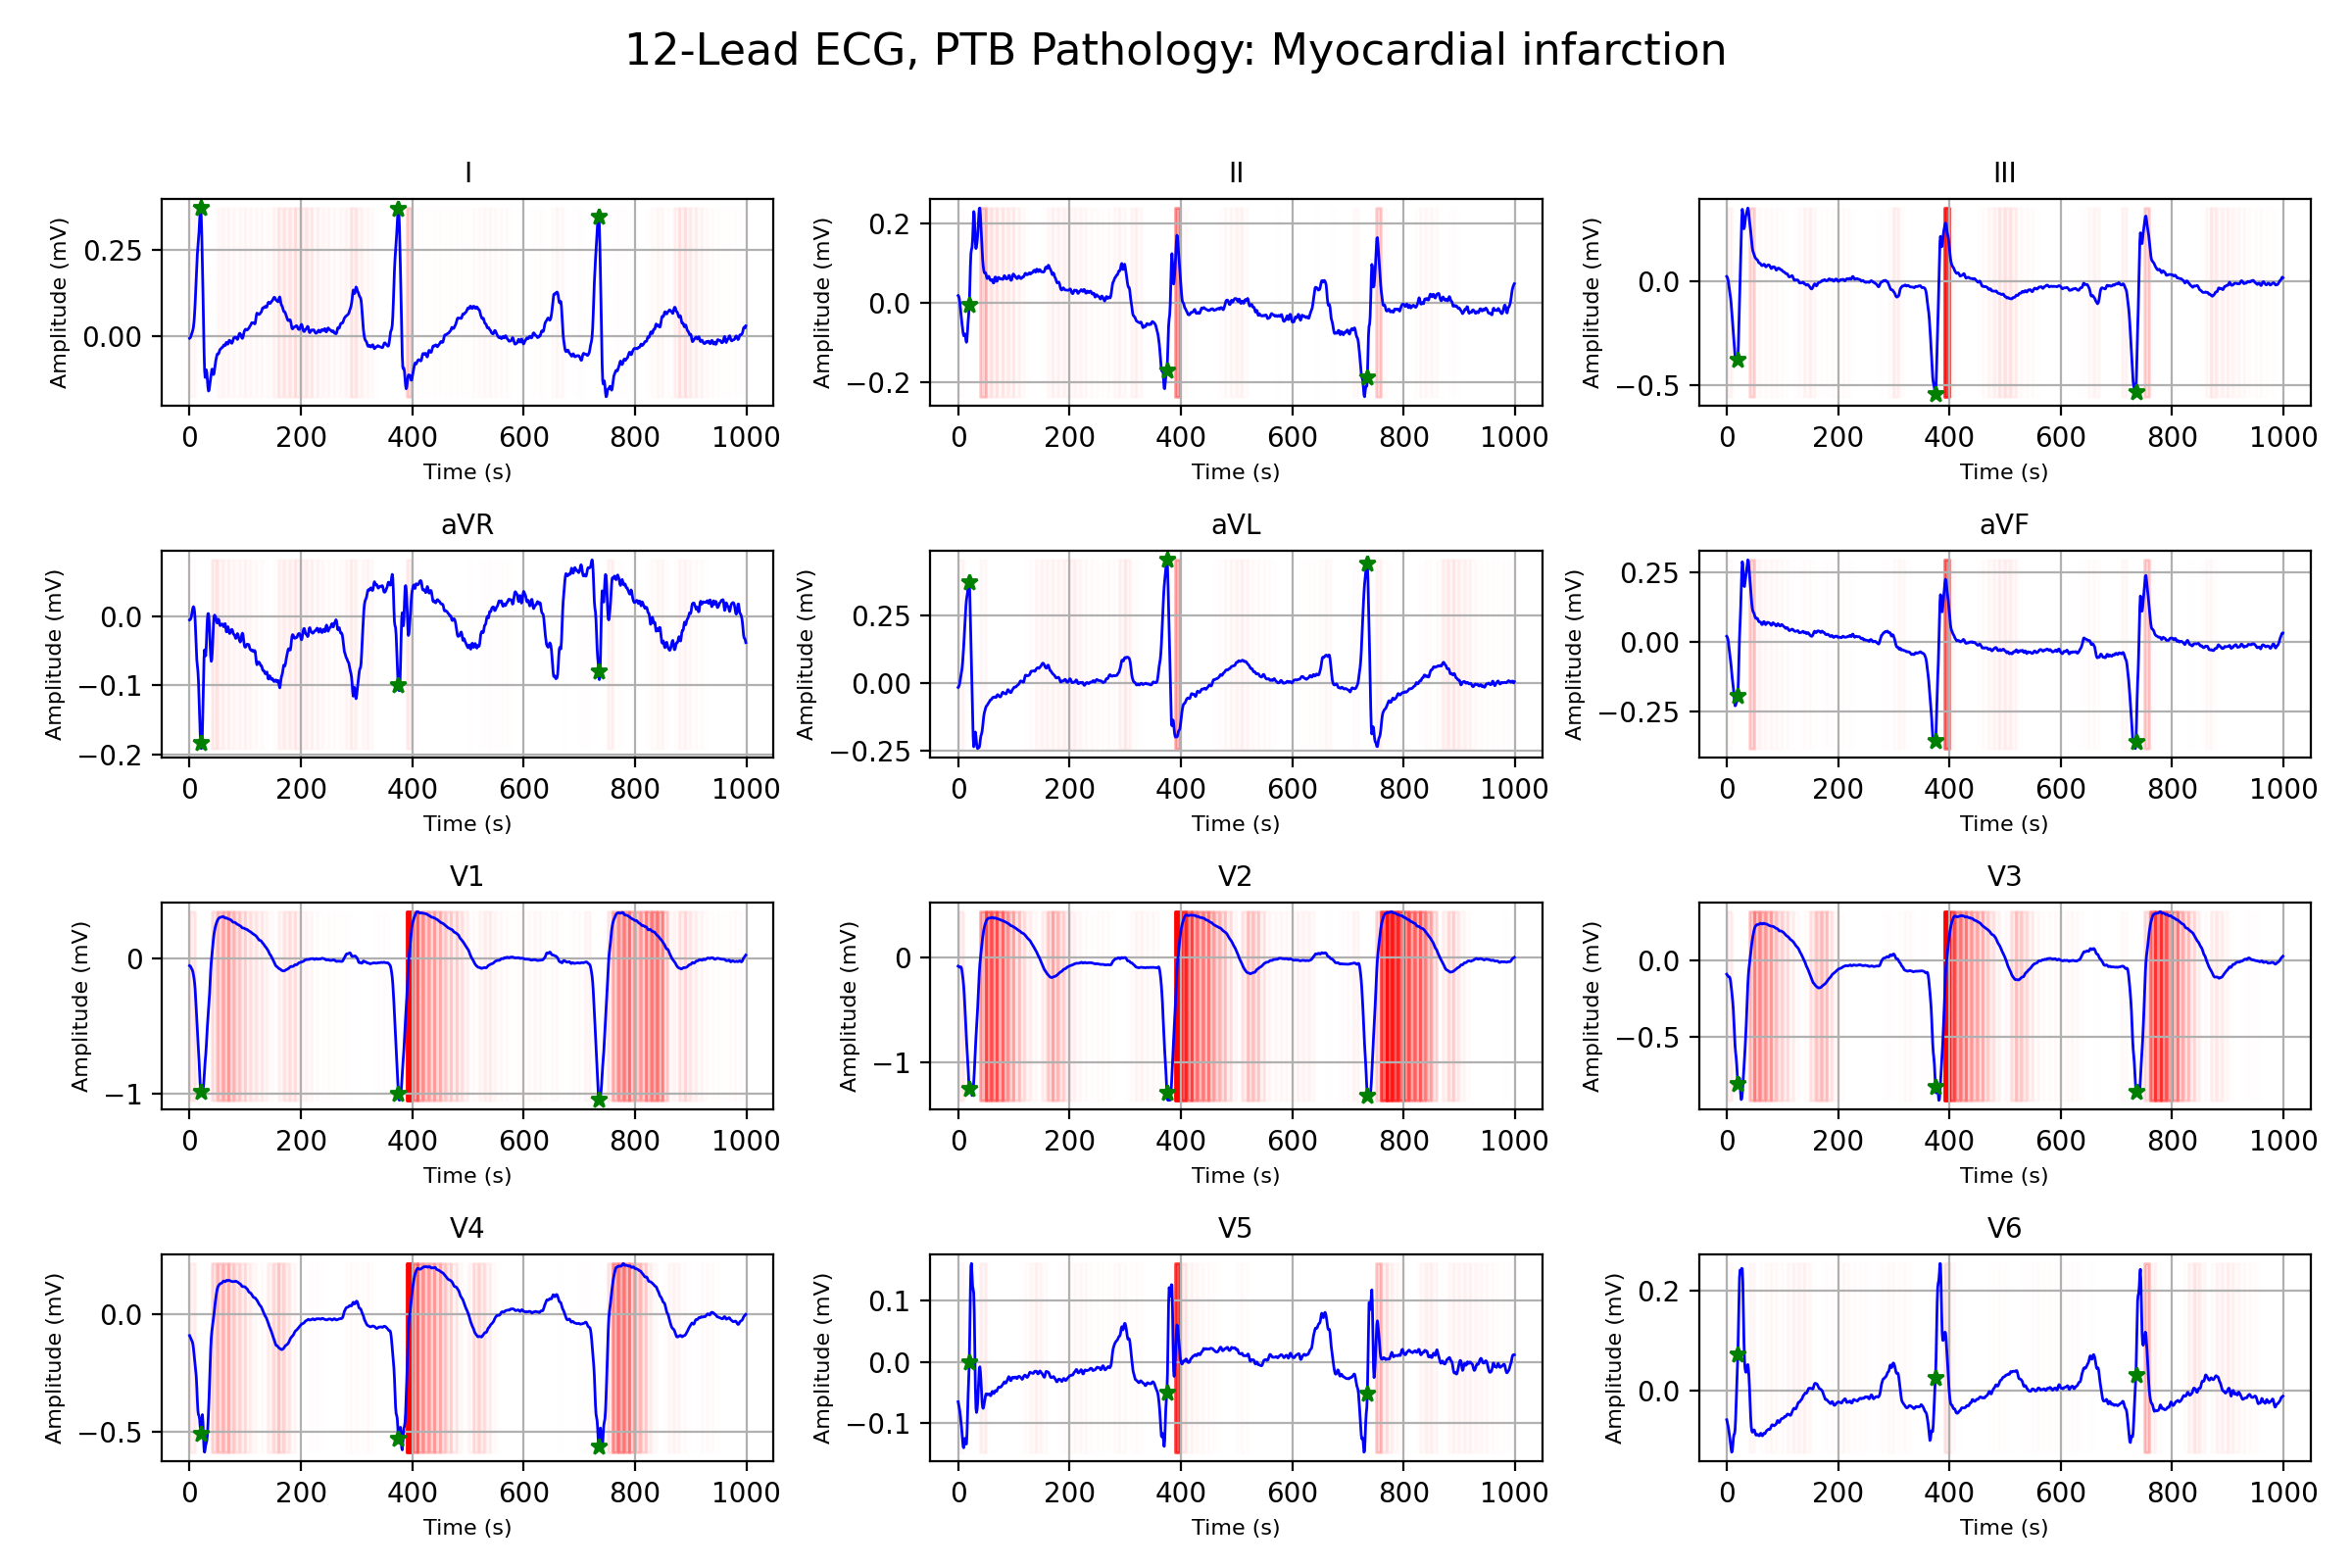 12-Lead ECG, PTB Pathology: Myocardial infarction
I II III
Amplitude (mV) 0.25 0.00
Amplitude (mV) 0.2 0.0 −0.2
Amplitude (mV) 0.0 −0.5
0 200 400 600 800 1000 0 200 400 600 800 1000 0 200 400 600 800 1000
Time (s) Time (s) Time (s)
aVR aVL aVF
Amplitude (mV) 0.0 −0.1 −0.2
Amplitude (mV) 0.25 0.00 −0.25
Amplitude (mV) 0.25 0.00 −0.25
0 200 400 600 800 1000 0 200 400 600 800 1000 0 200 400 600 800 1000
Time (s) Time (s) Time (s)
V1 V2 V3
Amplitude (mV) 0 −1
Amplitude (mV) 0 −1
Amplitude (mV) 0.0 −0.5
0 200 400 600 800 1000 0 200 400 600 800 1000 0 200 400 600 800 1000
Time (s) Time (s) Time (s)
V4 V5 V6
Amplitude (mV) 0.0 −0.5
Amplitude (mV) 0.1 0.0 −0.1
Amplitude (mV) 0.2 0.0
0 200 400 600 800 1000 0 200 400 600 800 1000 0 200 400 600 800 1000
Time (s) Time (s) Time (s)